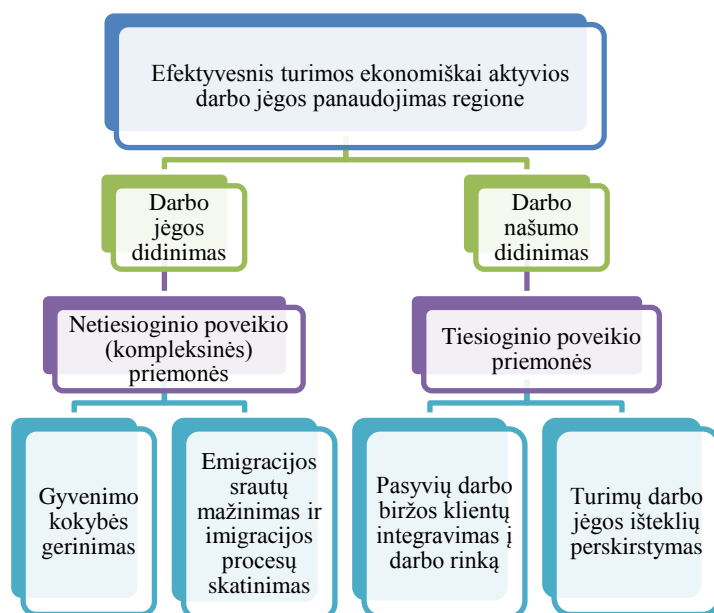 Efektyvesnis turimos ekonomiškai aktyvios
darbo jėgos panaudojimas regione
Darbo
jėgos
didinimas
Darbo
našumo
didinimas
Netiesioginio poveikio
(kompleksinės)
priemonės
Tiesioginio poveikio
priemonės
Gyvenimo
kokybės
gerinimas
Emigracijos
srautų
mažinimas ir
imigracijos
procesų
skatinimas
Pasyvių darbo
biržos klientų
integravimas į
darbo rinką
Turimų darbo
jėgos išteklių
perskirstymas